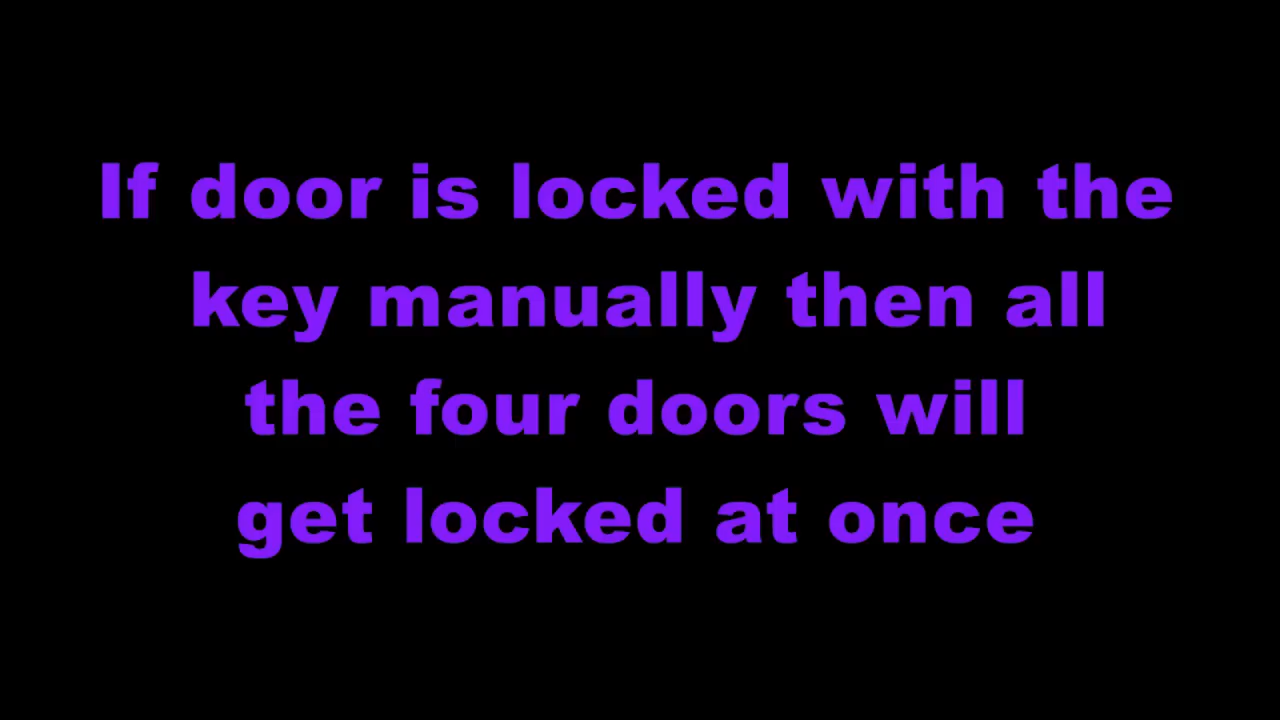 If door is locked with the
key manually then all
the four doors will
get locked at once